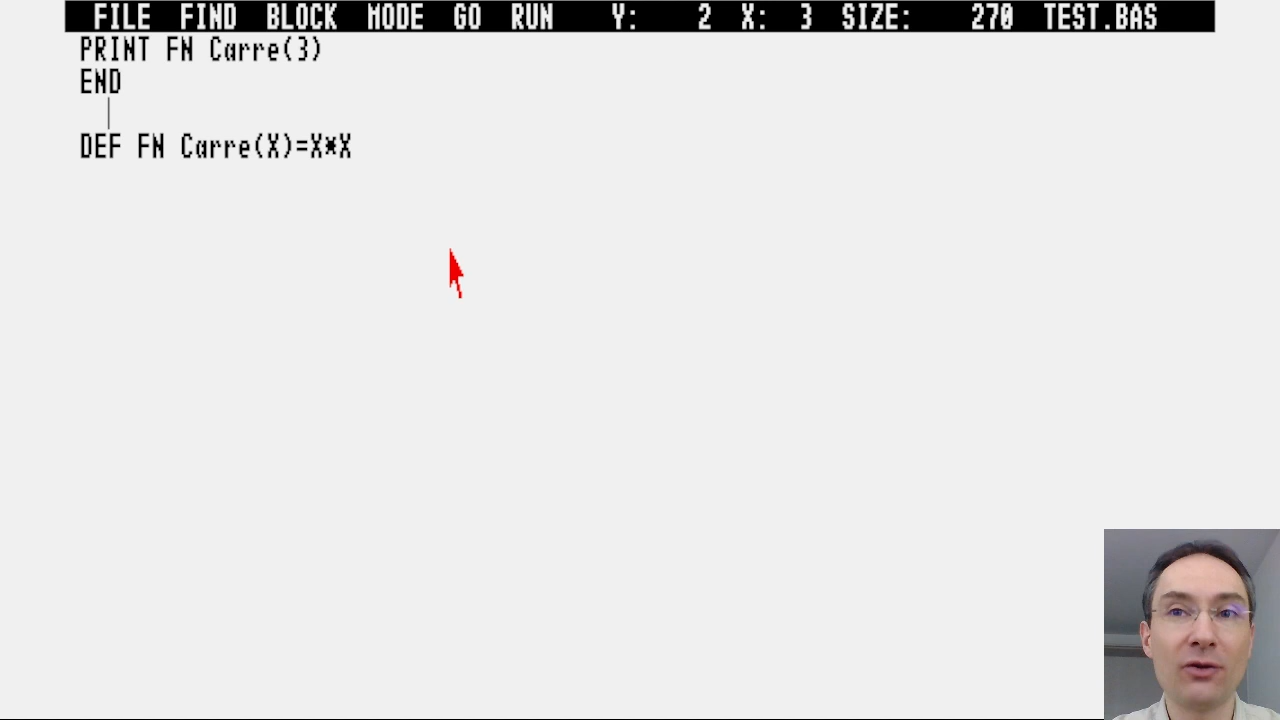 FILE FIND BLOCK MODE GO RUN Y: 2 X: 3 SIZE: 270 TEST.BAS
PRINT FN Carre(3)
END
DEF FN Carre(X)=X*X